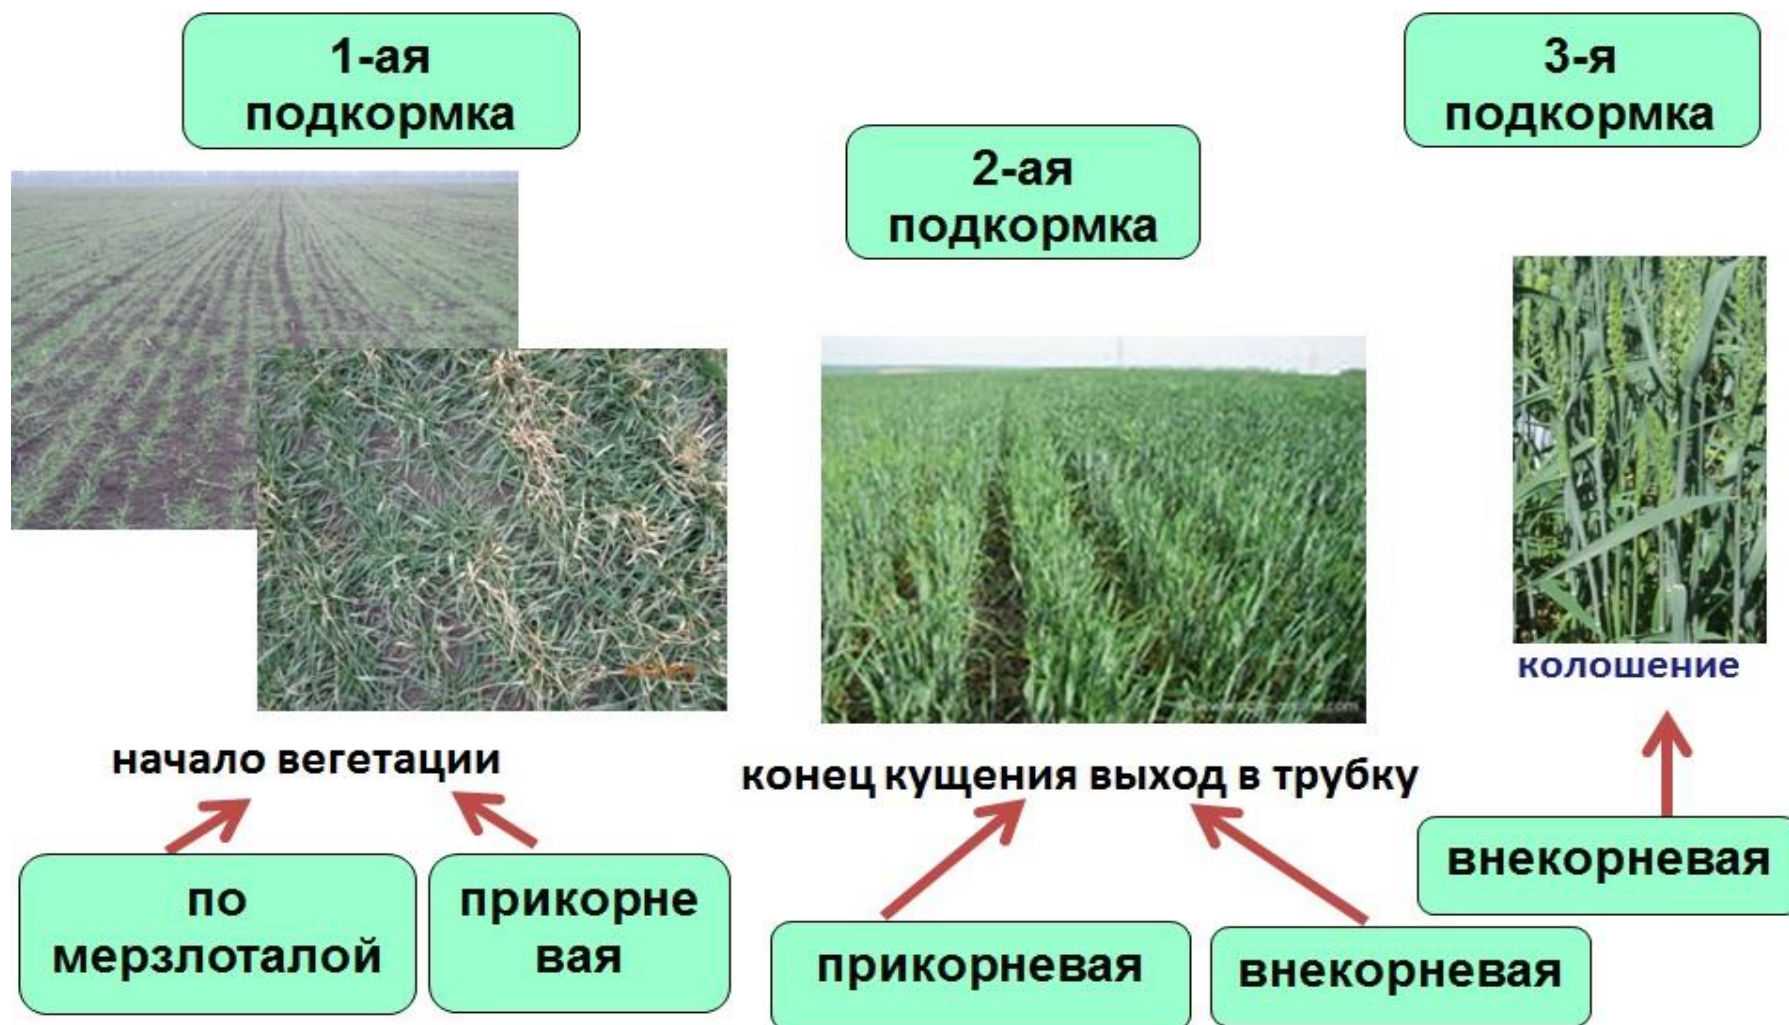 1-ая
подкормка
2-ая
подкормка
3-я
подкормка
колошение
начало вегетации
конец кущения выход в трубку
по
мерзлоталой
прикорне
вая
прикорневая
внекорневая
внекорневая